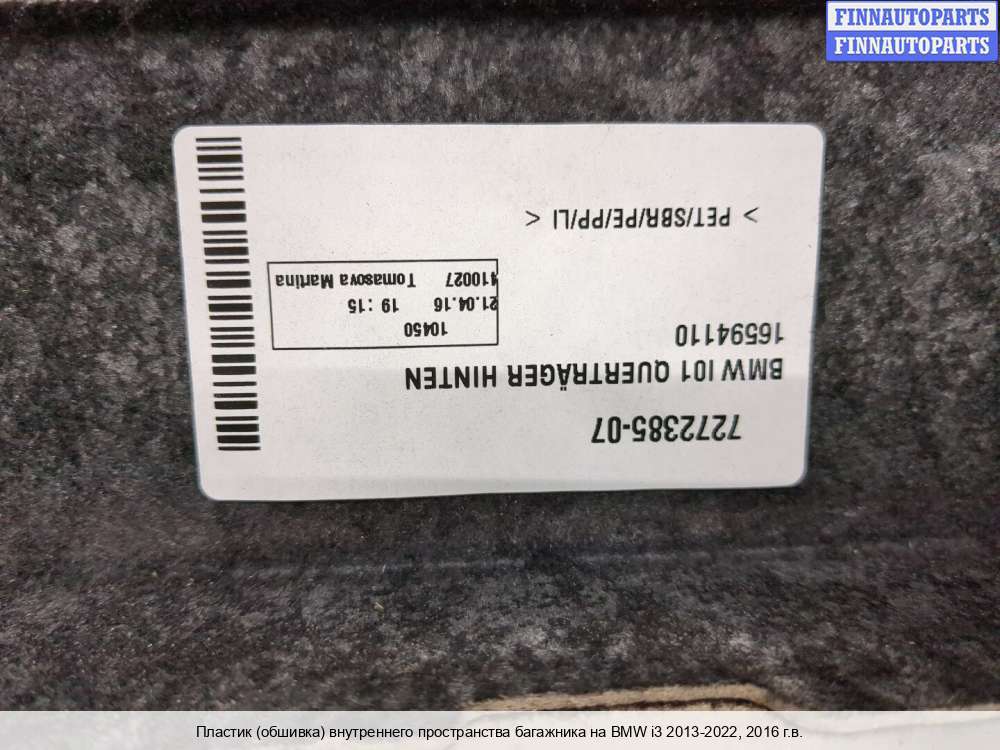 FINNAUTOPARTS
FINNAUTOPARTS
7272385-07
BMW I01 QUERTRÄGER HINTEN
16594110
10450
21.04.16 19:15
410027 Tomasova Martina
> PET/SBR/PE/PP/LI <
Пластик (обшивка) внутреннего пространства багажника на BMW i3 2013-2022, 2016 г.в.